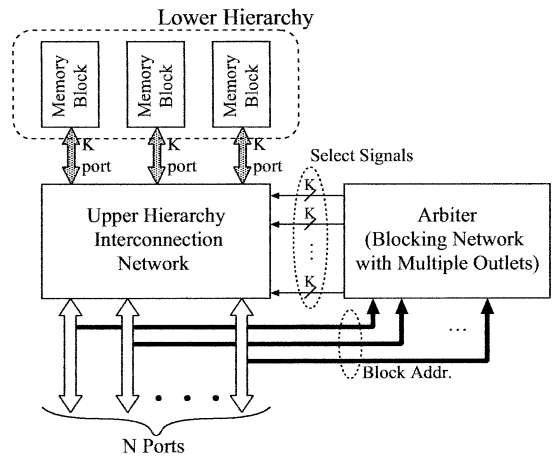 Lower Hierarchy
Memory
Block
Memory
Block
Memory
Block
K
port
K
port
K
port
Select Signals
Upper Hierarchy
Interconnection
Network
K
K
K
Arbiter
(Blocking Network
with Multiple Outlets)
Block Addr.
N Ports